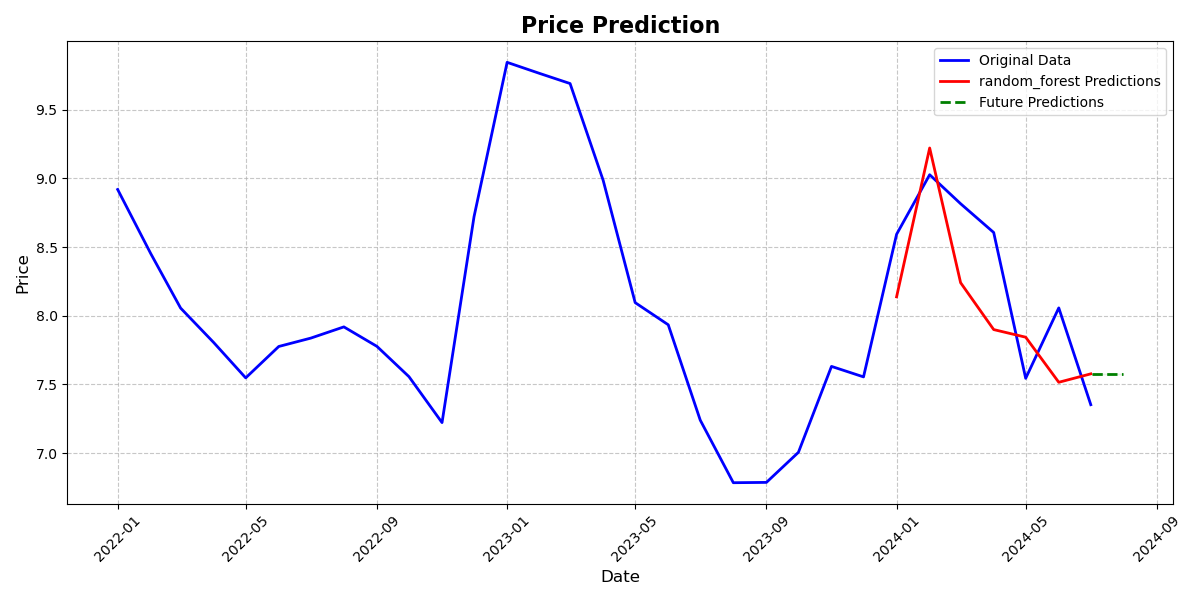 Price Prediction
Original Data
random_forest Predictions
Future Predictions
Price
9.5
9.0
8.5
8.0
7.5
7.0
2022-01
2022-05
2022-09
2023-01
2023-05
2023-09
2024-01
2024-05
2024-09
Date